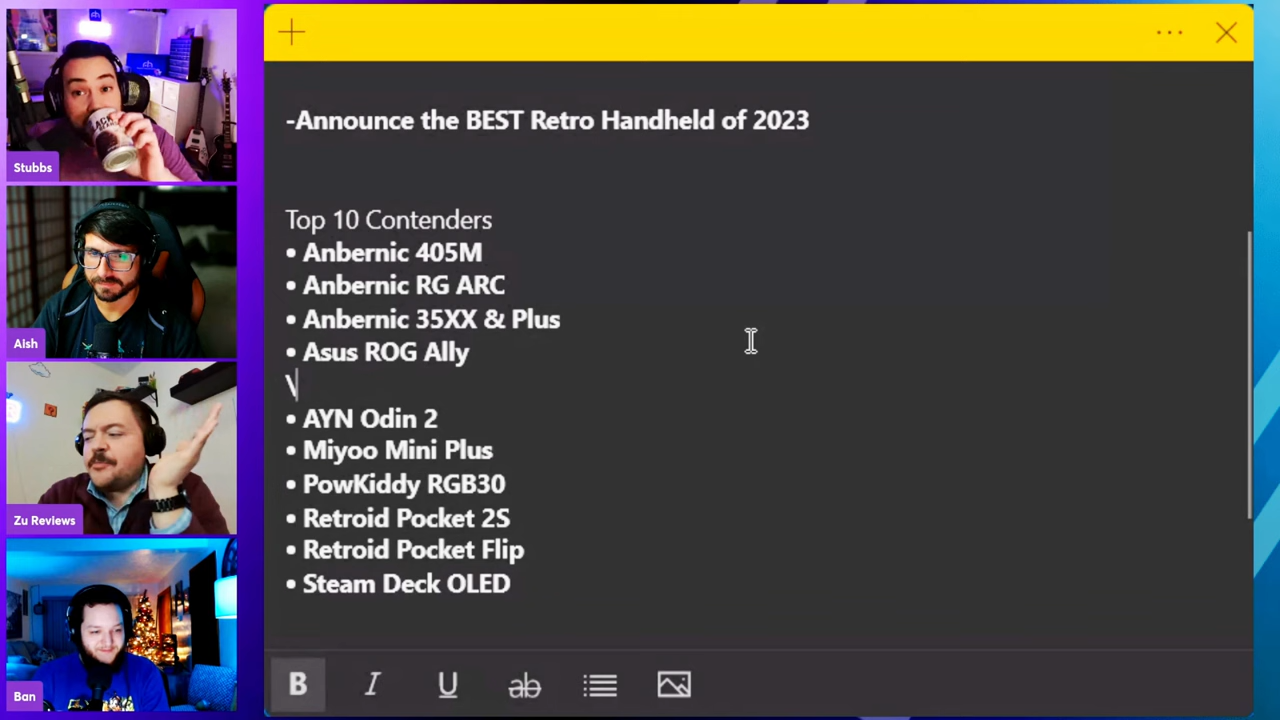 -Announce the BEST Retro Handheld of 2023
Top 10 Contenders
• Anbernic 405M
• Anbernic RG ARC
• Anbernic 35XX & Plus
• Asus ROG Ally
\
• AYN Odin 2
• Miyoo Mini Plus
• PowKiddy RGB30
• Retroid Pocket 2S
• Retroid Pocket Flip
• Steam Deck OLED
B I U ab
Stubbs
Aish
Zu Reviews
Ban